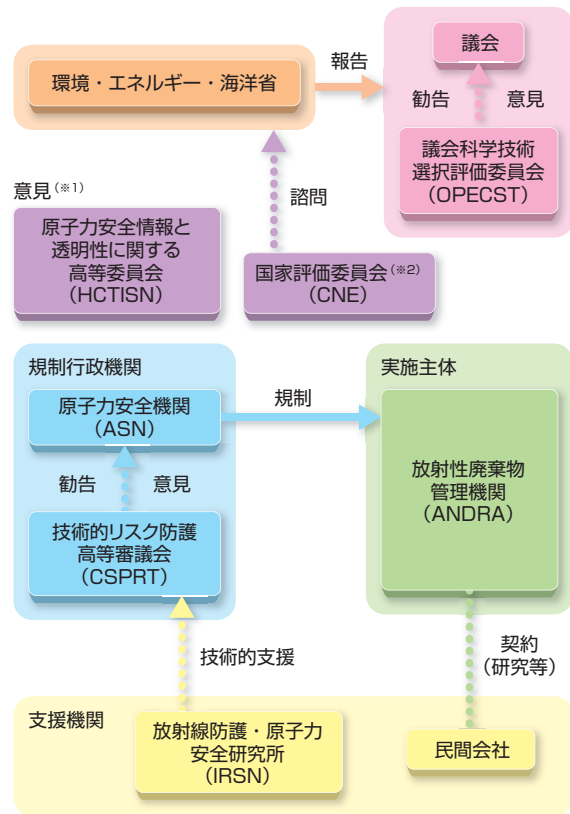 議会
環境・エネルギー・海洋省
報告
勧告
意見
議会科学技術
選択評価委員会
(OPECST)
意見(※1)
諮問
原子力安全情報と
透明性に関する
高等委員会
(HCTISN)
国家評価委員会(※2)
(CNE)
規制行政機関
実施主体
原子力安全機関
(ASN)
規制
勧告
意見
放射性廃棄物
管理機関
(ANDRA)
技術的リスク防護
高等審議会
(CSPRT)
技術的支援
契約
(研究等)
支援機関
放射線防護・原子力
安全研究所
(IRSN)
民間会社